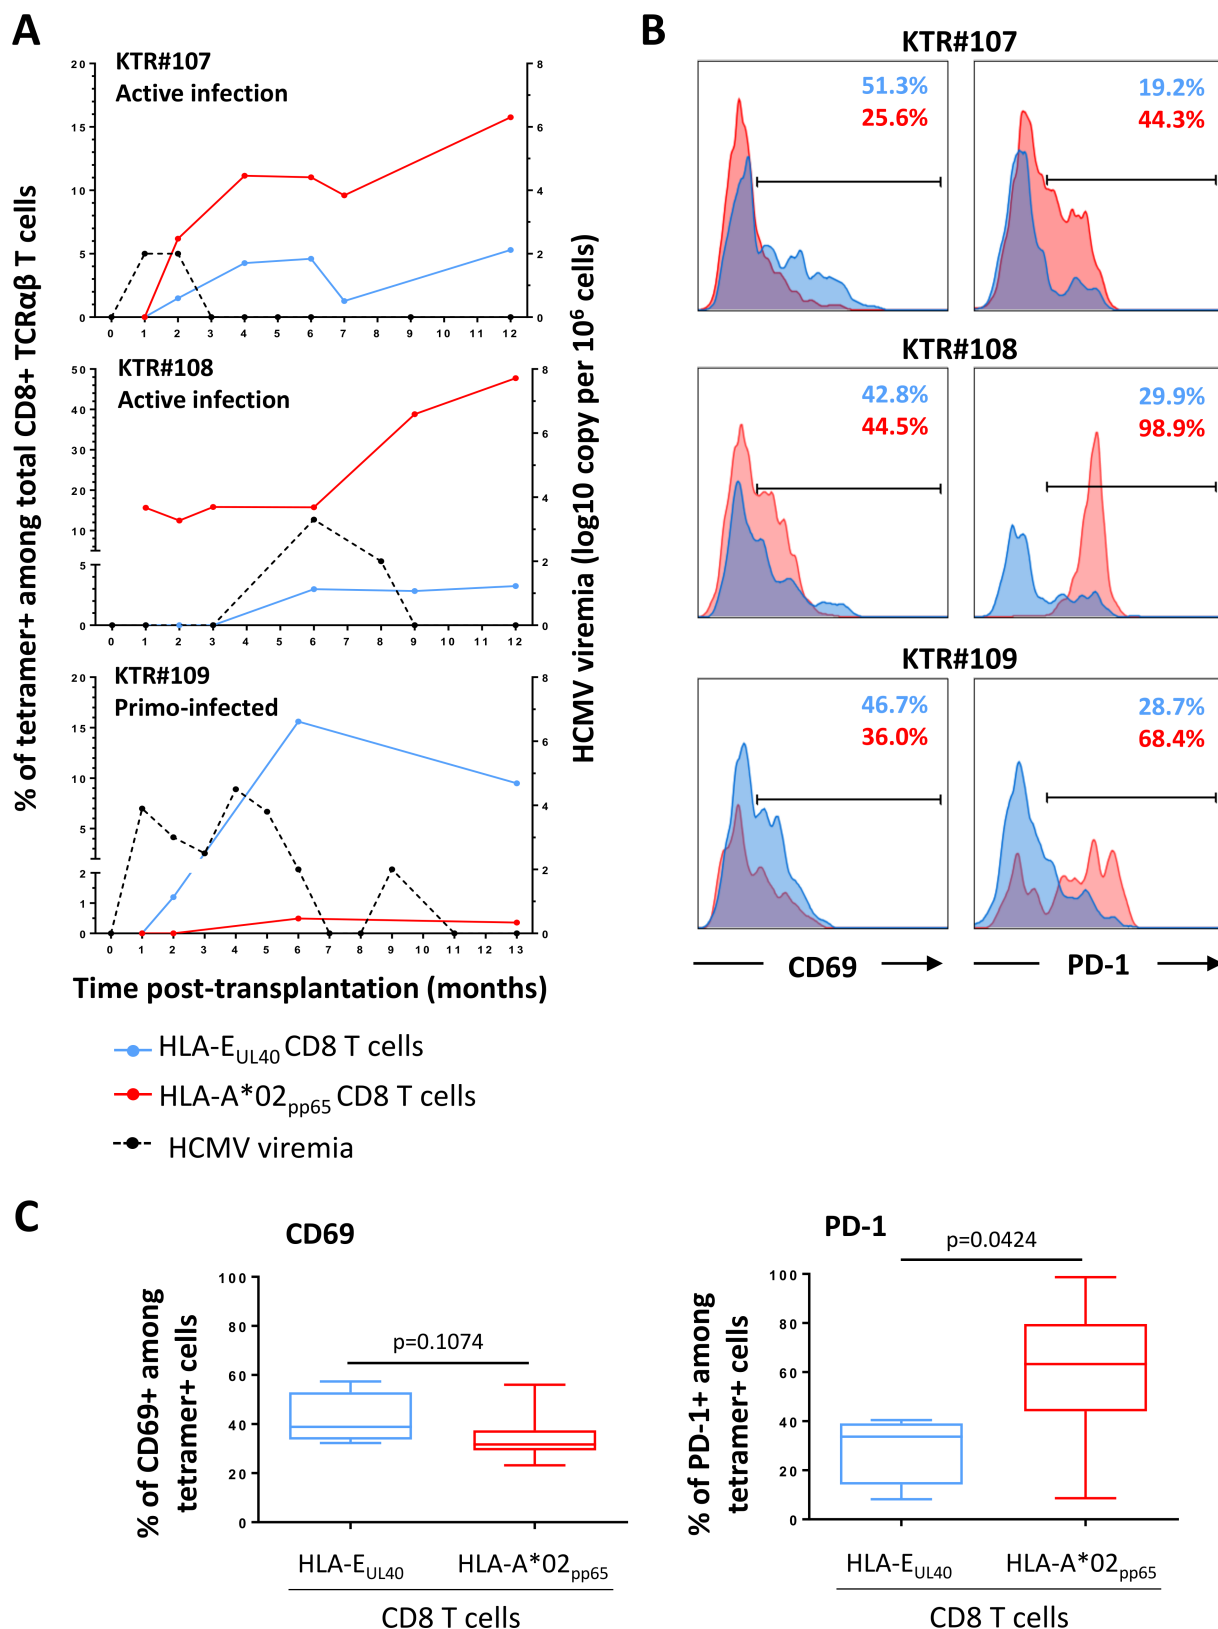 A
B
% of tetramer+ among total CD8+ TCRαβ T cells
HCMV viremia (log10 copy per 10⁶ cells)
KTR#107
Active infection
20
15
10
5
0
8
6
4
2
0
0 1 2 3 4 5 6 7 8 9 10 11 12
KTR#108
Active infection
50
40
30
20
10
5
0
8
6
4
2
0
0 1 2 3 4 5 6 7 8 9 10 11 12
KTR#109
Primo-infected
20
15
10
5
2
1
0
8
6
4
2
0
0 1 2 3 4 5 6 7 8 9 10 11 12 13
Time post-transplantation (months)
HLA-E UL40 CD8 T cells
HLA-A*02 pp65 CD8 T cells
HCMV viremia
KTR#107
51.3%
25.6%
19.2%
44.3%
KTR#108
42.8%
44.5%
29.9%
98.9%
KTR#109
46.7%
36.0%
28.7%
68.4%
CD69
PD-1
C
CD69
p=0.1074
% of CD69+ among
tetramer+ cells
100
80
60
40
20
0
HLA-E UL40 HLA-A*02 pp65
CD8 T cells
PD-1
p=0.0424
% of PD-1+ among
tetramer+ cells
100
80
60
40
20
0
HLA-E UL40 HLA-A*02 pp65
CD8 T cells